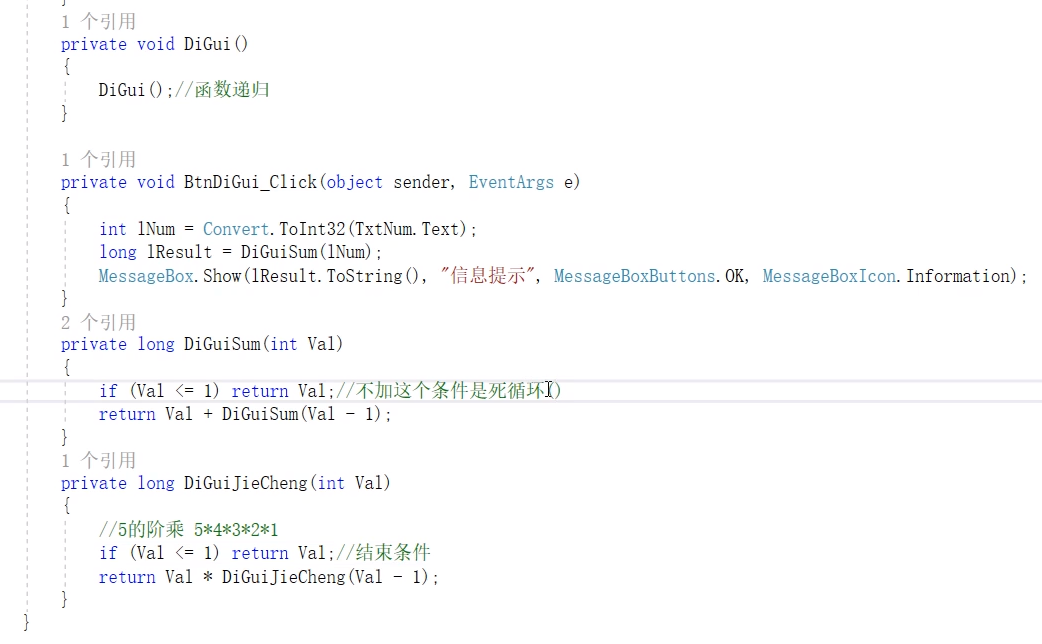 }
1 个引用
private void DiGui()
{
DiGui();//函数递归
}
1 个引用
private void BtnDiGui_Click(object sender, EventArgs e)
{
int lNum = Convert.ToInt32(TxtNum.Text);
long lResult = DiGuiSum(lNum);
MessageBox.Show(lResult.ToString(), "信息提示", MessageBoxButtons.OK, MessageBoxIcon.Information);
}
2 个引用
private long DiGuiSum(int Val)
{
if (Val <= 1) return Val;//不加这个条件是死循环()
return Val + DiGuiSum(Val - 1);
}
1 个引用
private long DiGuiJieCheng(int Val)
{
//5的阶乘 5*4*3*2*1
if (Val <= 1) return Val;//结束条件
return Val * DiGuiJieCheng(Val - 1);
}
}